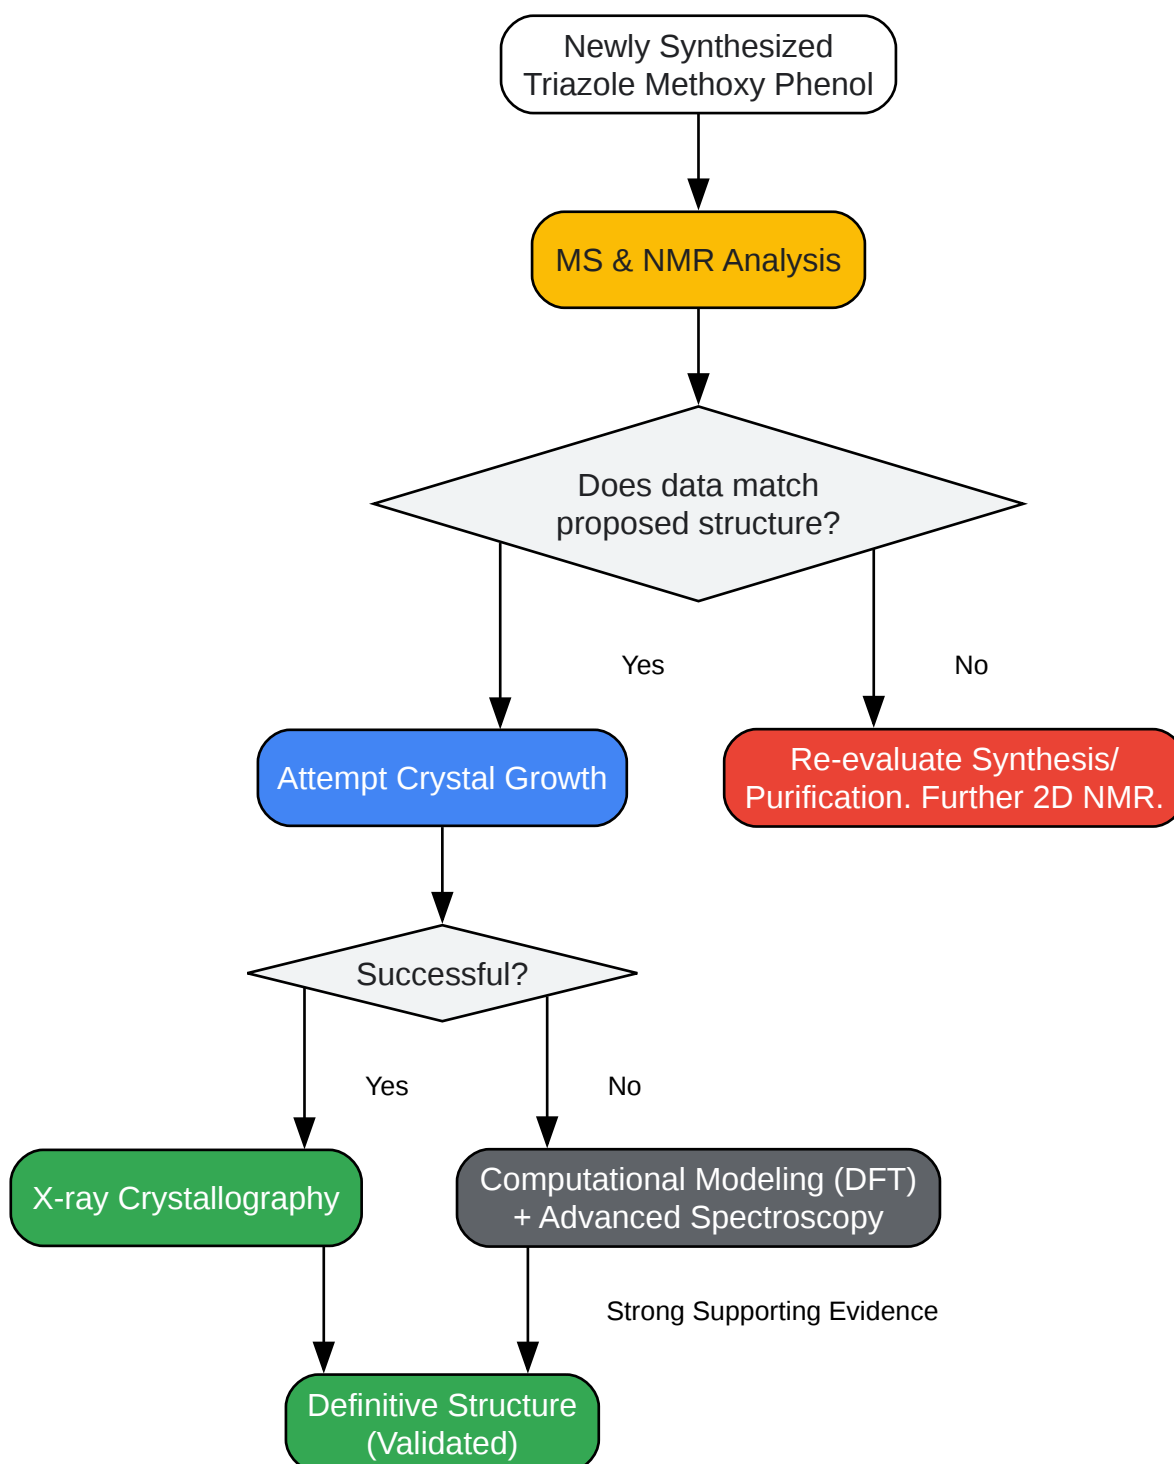 Newly Synthesized
Triazole Methoxy Phenol
MS & NMR Analysis
Does data match
proposed structure?
Yes
No
Attempt Crystal Growth
Re-evaluate Synthesis/
Purification. Further 2D NMR.
Successful?
Yes
No
X-ray Crystallography
Computational Modeling (DFT)
+ Advanced Spectroscopy
Strong Supporting Evidence
Definitive Structure
(Validated)